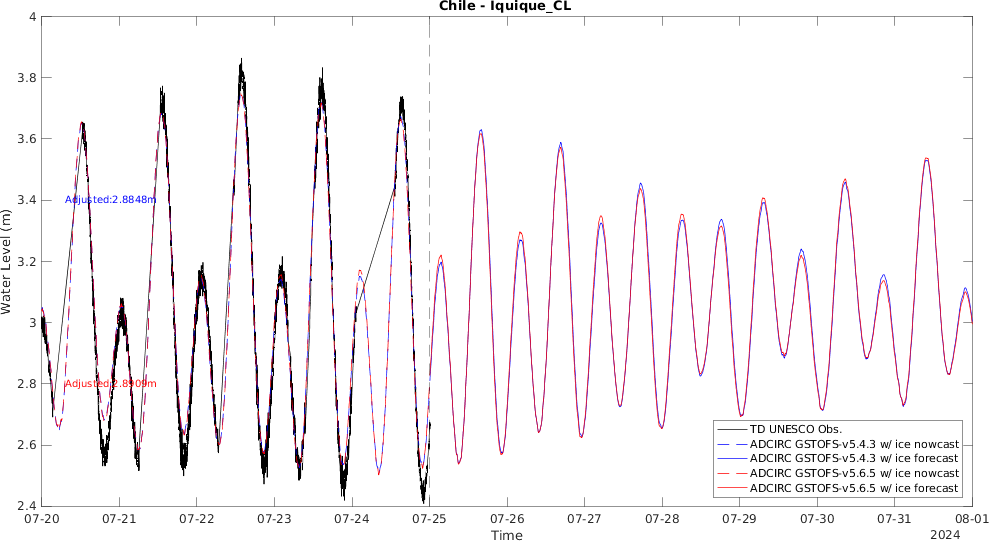 Chile - Iquique_CL
4
3.8
3.6
3.4
3.2
3
2.8
2.6
2.4
Water Level (m)
Adjusted:2.8848m
Adjusted:2.8909m
TD UNESCO Obs.
ADCIRC GSTOFS-v5.4.3 w/ ice nowcast
ADCIRC GSTOFS-v5.4.3 w/ ice forecast
ADCIRC GSTOFS-v5.6.5 w/ ice nowcast
ADCIRC GSTOFS-v5.6.5 w/ ice forecast
07-20 07-21 07-22 07-23 07-24 07-25 07-26 07-27 07-28 07-29 07-30 07-31 08-01
Time
2024